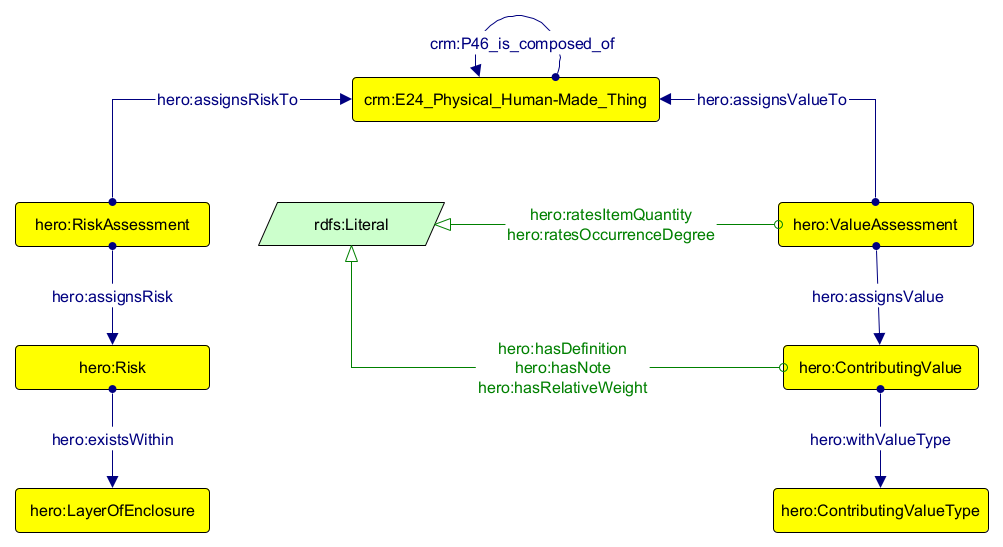 crm:P46_is_composed_of
hero:assignsRiskTo
crm:E24_Physical_Human-Made_Thing
hero:assignsValueTo
hero:RiskAssessment
rdfs:Literal
hero:ratesItemQuantity
hero:ratesOccurrenceDegree
hero:ValueAssessment
hero:assignsRisk
hero:assignsValue
hero:Risk
hero:hasDefinition
hero:hasNote
hero:hasRelativeWeight
hero:ContributingValue
hero:existsWithin
hero:withValueType
hero:LayerOfEnclosure
hero:ContributingValueType